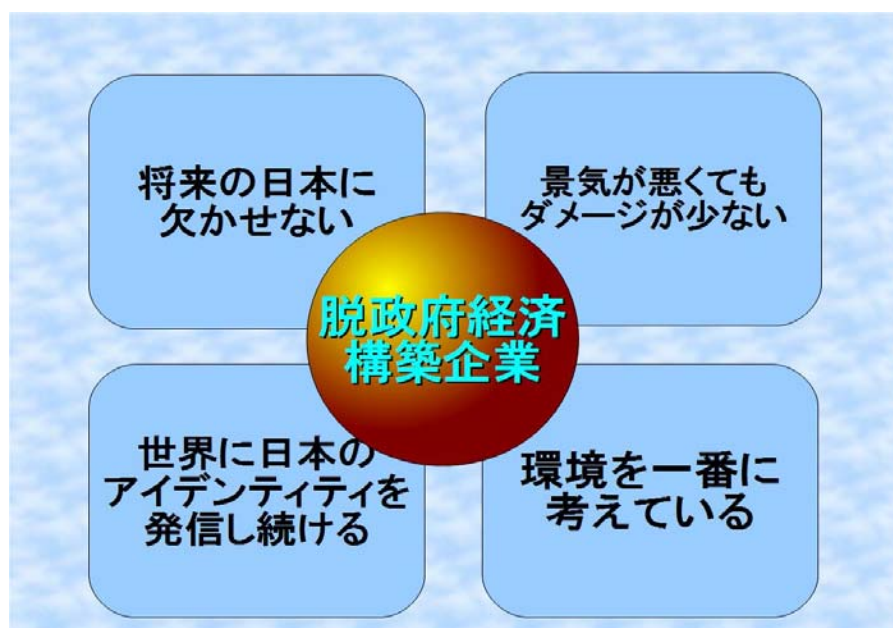 将来の日本に
欠かせない
景気が悪くても
ダメージが少ない
脱政府経済
構築企業
世界に日本の
アイデンティティを
発信し続ける
環境を一番に
考えている